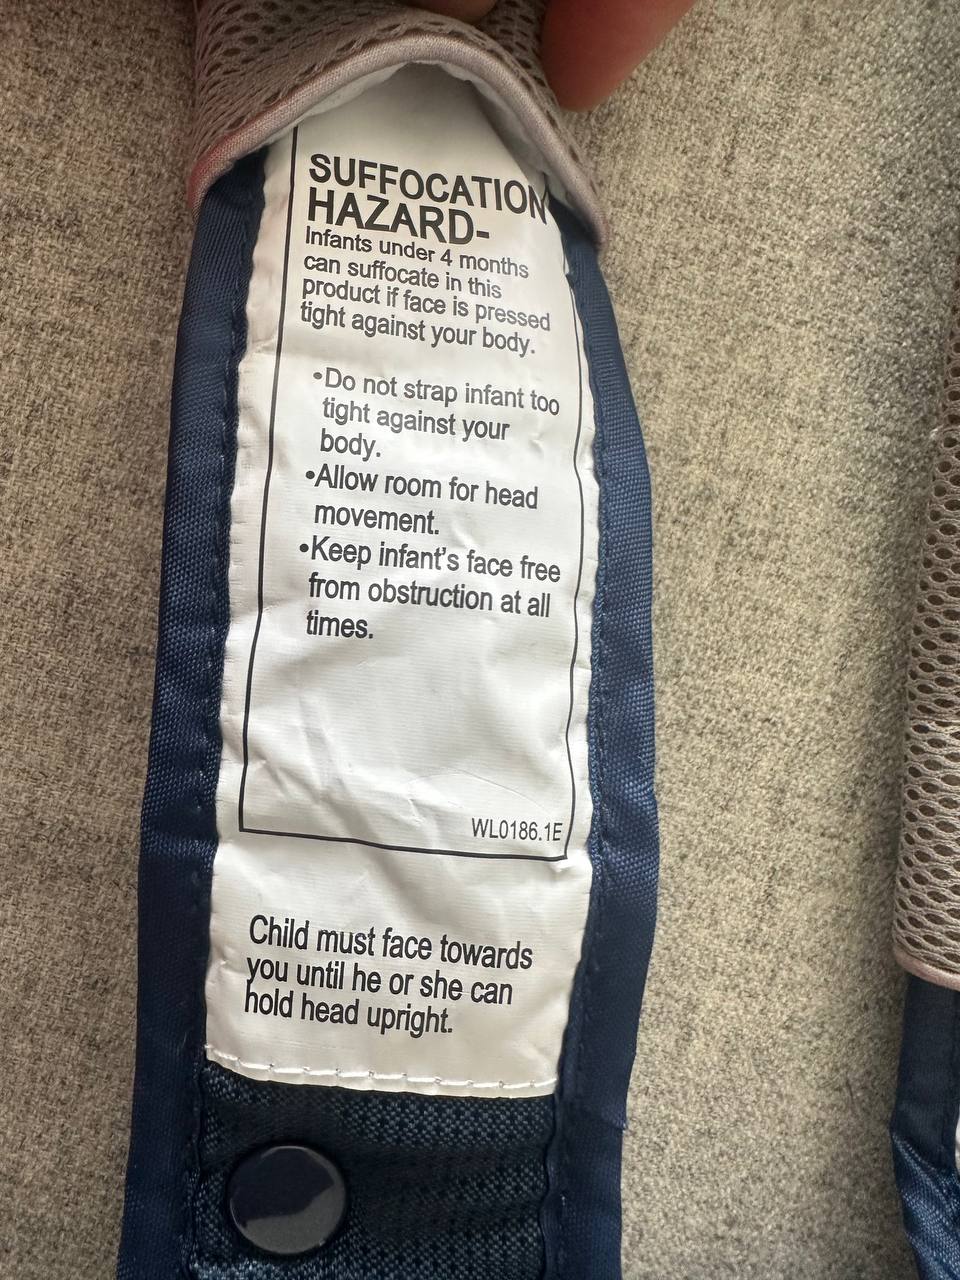 SUFFOCATION
HAZARD-
Infants under 4 months
can suffocate in this
product if face is pressed
tight against your body.
•Do not strap infant too
tight against your
body.
•Allow room for head
movement.
•Keep infant's face free
from obstruction at all
times.
WL0186.1E
Child must face towards
you until he or she can
hold head upright.